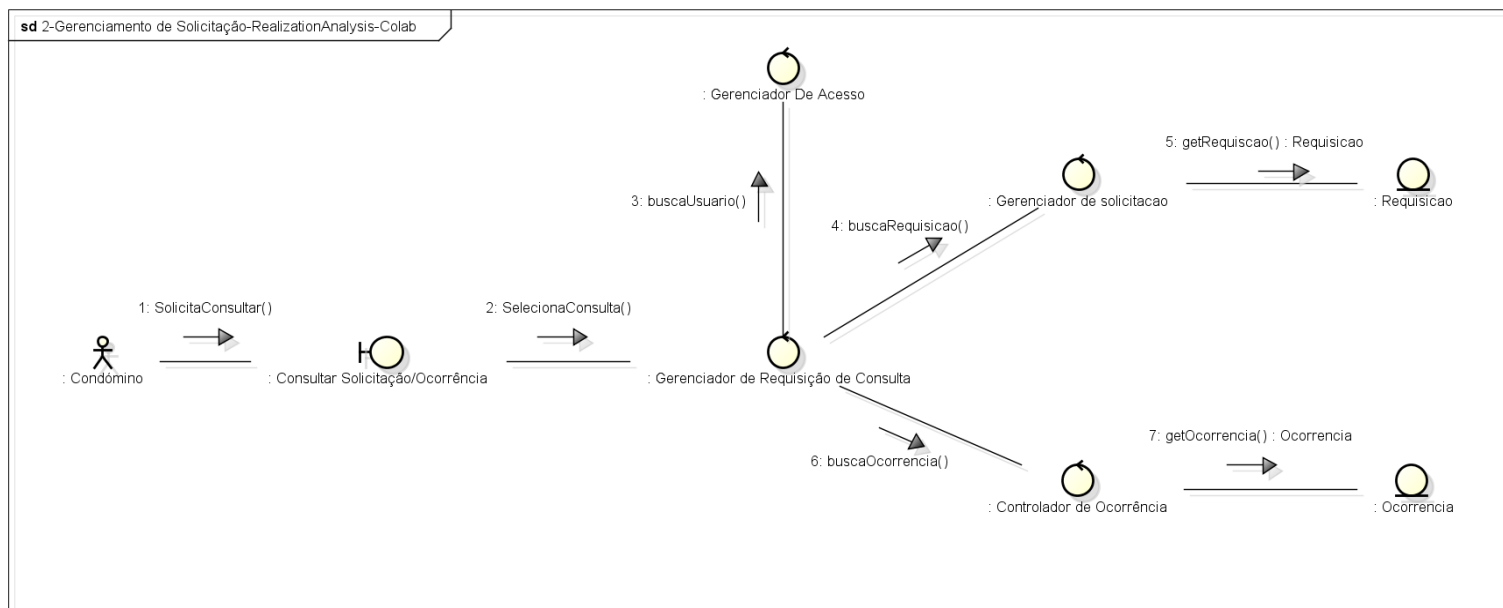 sd 2-Gerenciamento de Solicitação-RealizationAnalysis-Colab
: Gerenciador De Acesso
5: getRequiscao() : Requisicao
3: buscaUsuario()
: Gerenciador de solicitacao
: Requisicao
4: buscaRequisicao()
1: SolicitaConsultar()
2: SelecionaConsulta()
: Condómino
: Consultar Solicitação/Ocorrência
: Gerenciador de Requisição de Consulta
6: buscaOcorrencia()
7: getOcorrencia() : Ocorrencia
: Controlador de Ocorrência
: Ocorrencia